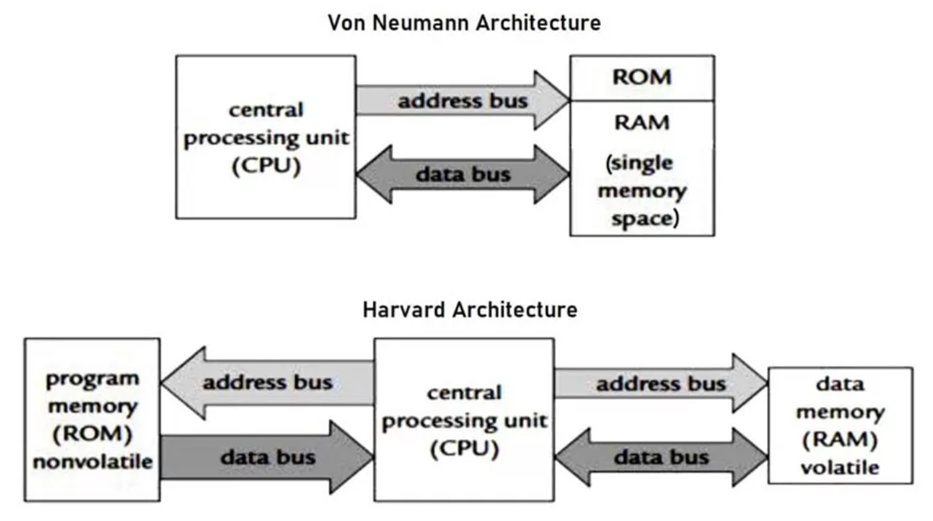 Von Neumann Architecture
central
processing unit
(CPU)
address bus
data bus
ROM
RAM
(single
memory
space)
Harvard Architecture
program
memory
(ROM)
nonvolatile
address bus
data bus
central
processing unit
(CPU)
address bus
data bus
data
memory
(RAM)
volatile